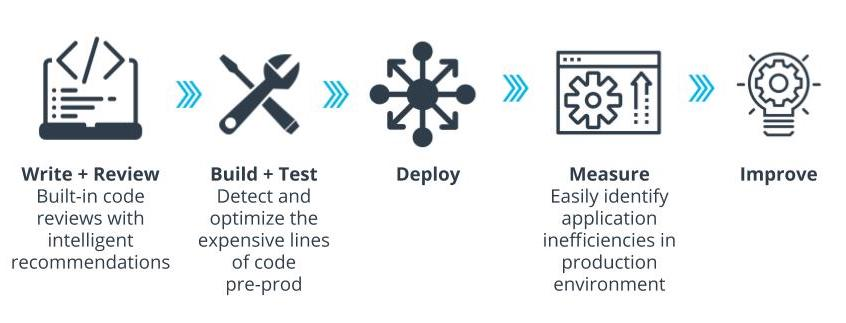 Write + Review
Built-in code
reviews with
intelligent
recommendations
Build + Test
Detect and
optimize the
expensive lines
of code
pre-prod
Deploy
Measure
Easily identify
application
inefficiencies in
production
environment
Improve